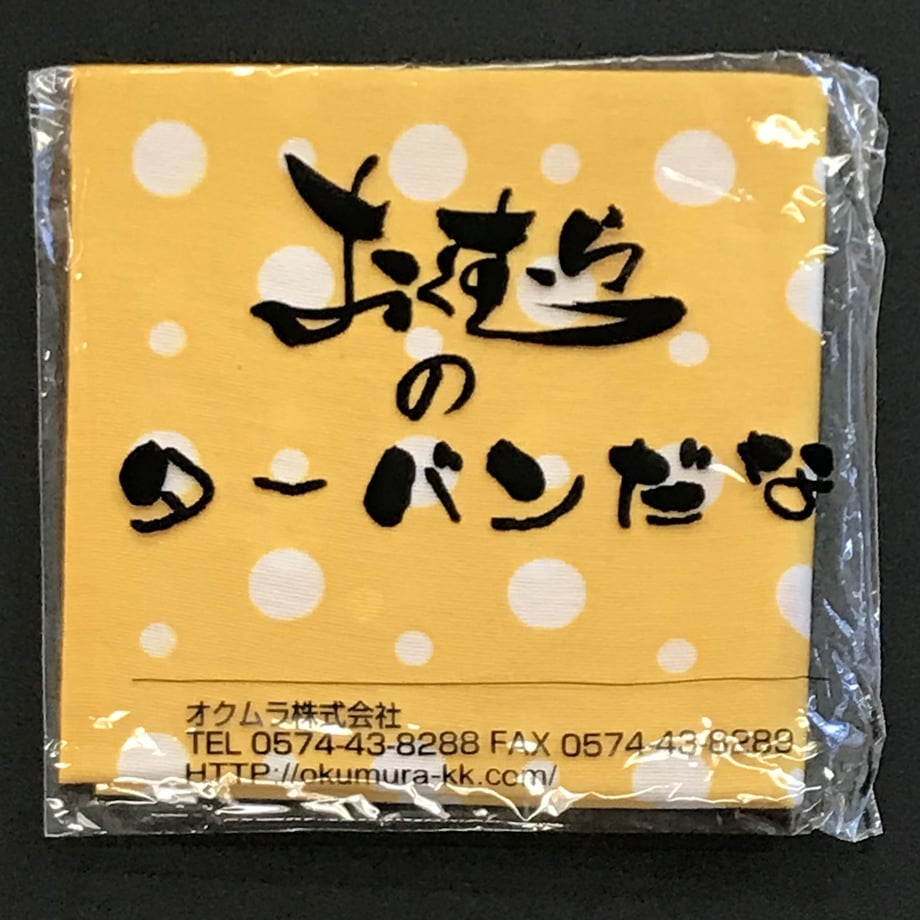 おくむら
の
ターバンだな
オクムラ株式会社
TEL 0574-43-8288 FAX 0574-43-8289
HTTP://okumura-kk.com/